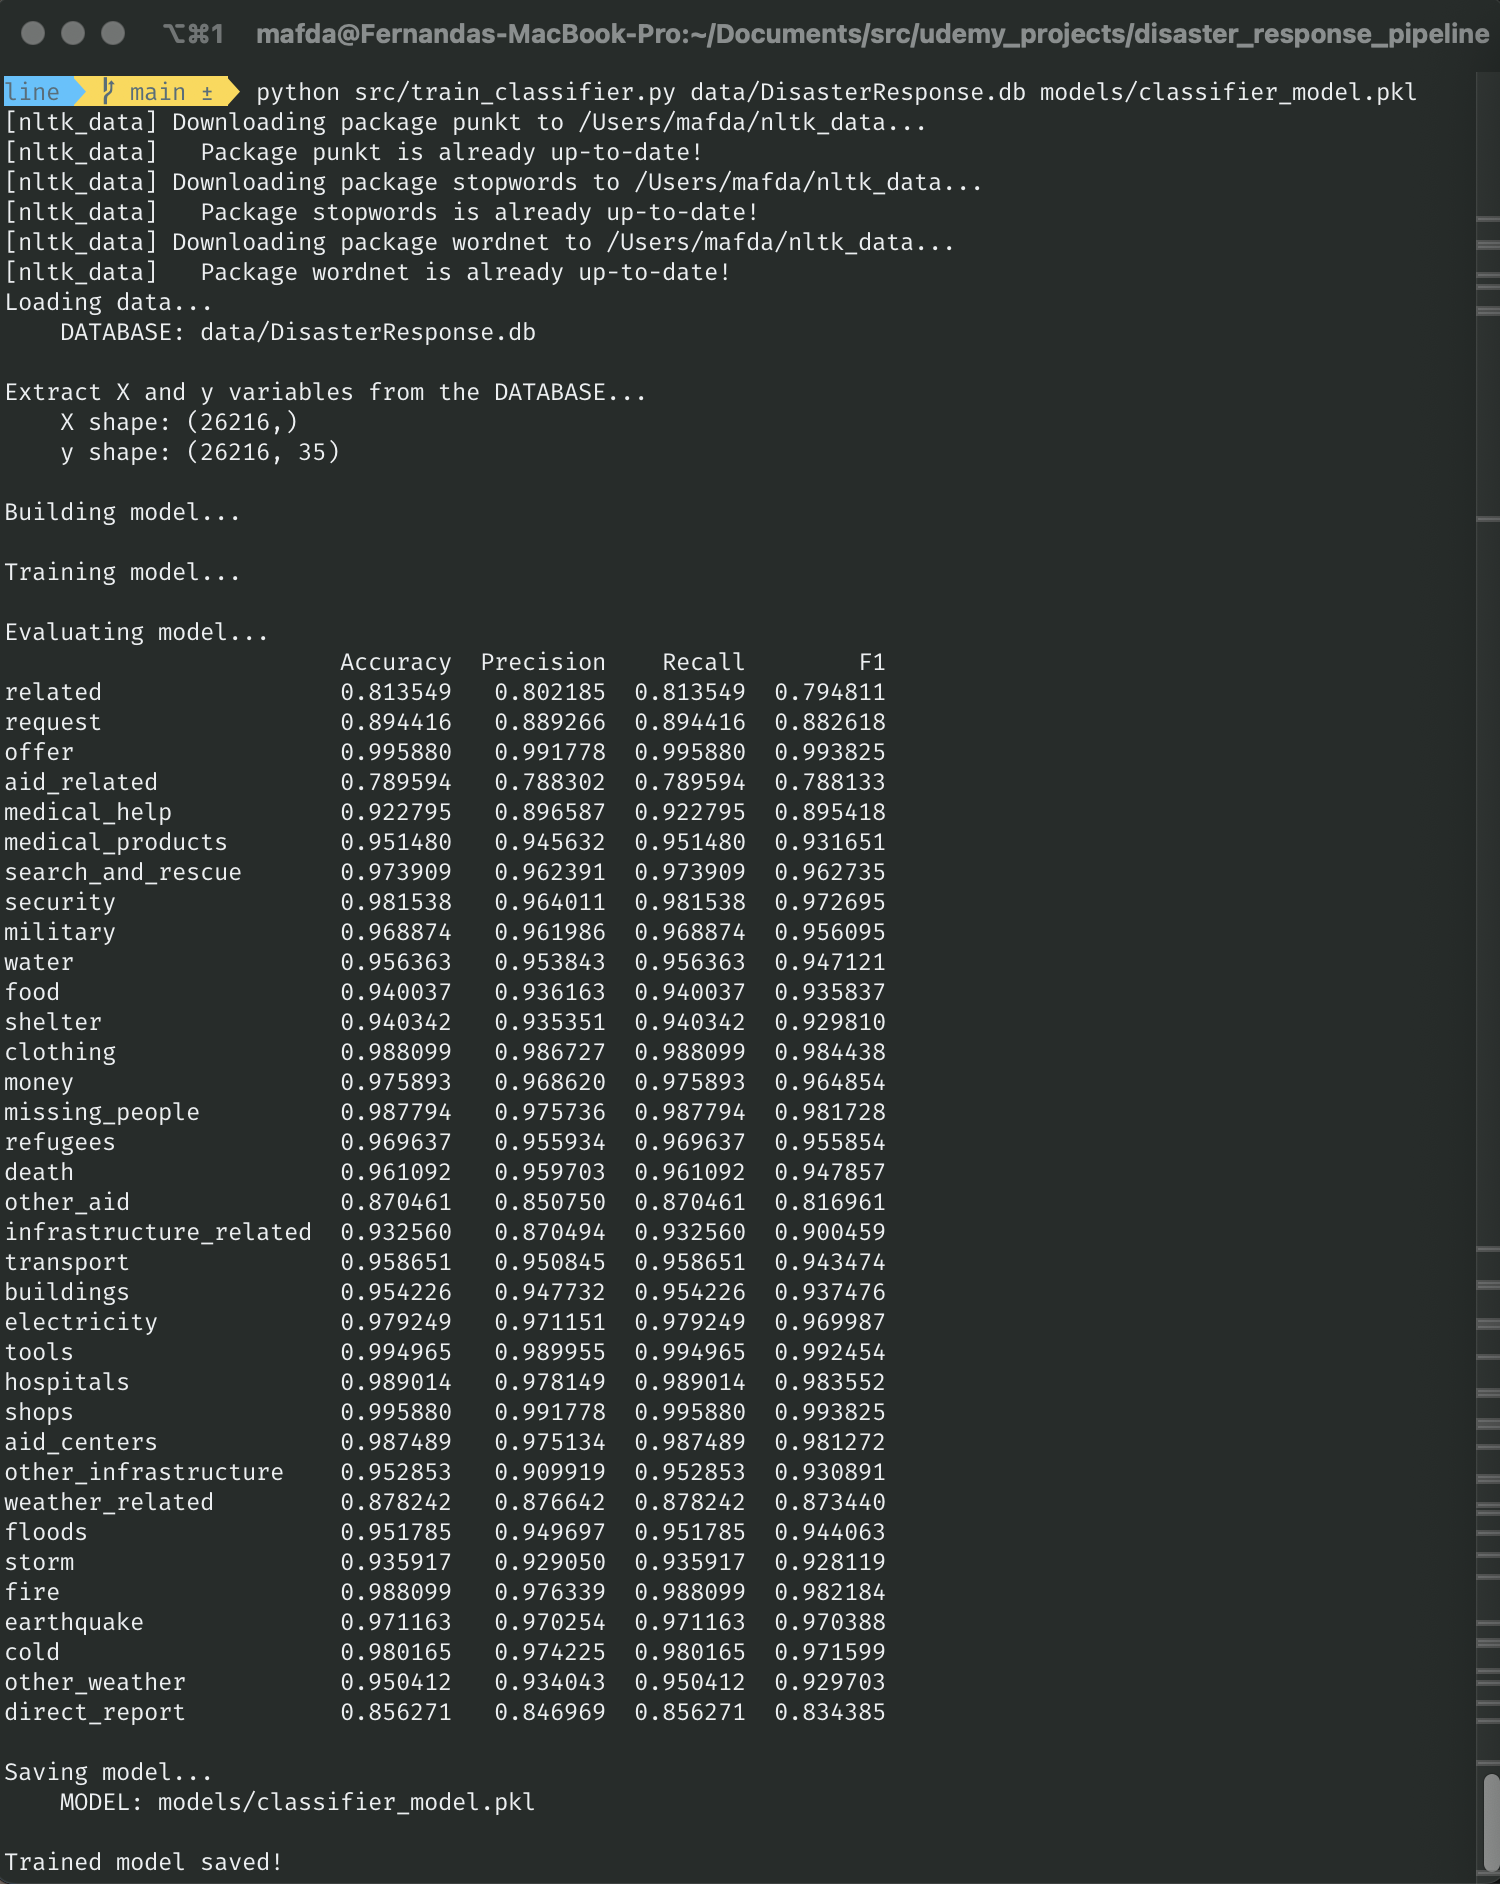 ⌥⌘1 mafda@Fernandas-MacBook-Pro:~/Documents/src/udemy_projects/disaster_response_pipeline
line main ± python src/train_classifier.py data/DisasterResponse.db models/classifier_model.pkl
[nltk_data] Downloading package punkt to /Users/mafda/nltk_data...
[nltk_data]   Package punkt is already up-to-date!
[nltk_data] Downloading package stopwords to /Users/mafda/nltk_data...
[nltk_data]   Package stopwords is already up-to-date!
[nltk_data] Downloading package wordnet to /Users/mafda/nltk_data...
[nltk_data]   Package wordnet is already up-to-date!
Loading data...
    DATABASE: data/DisasterResponse.db
Extract X and y variables from the DATABASE...
    X shape: (26216,)
    y shape: (26216, 35)
Building model...
Training model...
Evaluating model...
                        Accuracy  Precision    Recall        F1
related                 0.813549   0.802185  0.813549  0.794811
request                 0.894416   0.889266  0.894416  0.882618
offer                   0.995880   0.991778  0.995880  0.993825
aid_related             0.789594   0.788302  0.789594  0.788133
medical_help            0.922795   0.896587  0.922795  0.895418
medical_products        0.951480   0.945632  0.951480  0.931651
search_and_rescue       0.973909   0.962391  0.973909  0.962735
security                0.981538   0.964011  0.981538  0.972695
military                0.968874   0.961986  0.968874  0.956095
water                   0.956363   0.953843  0.956363  0.947121
food                    0.940037   0.936163  0.940037  0.935837
shelter                 0.940342   0.935351  0.940342  0.929810
clothing                0.988099   0.986727  0.988099  0.984438
money                   0.975893   0.968620  0.975893  0.964854
missing_people          0.987794   0.975736  0.987794  0.981728
refugees                0.969637   0.955934  0.969637  0.955854
death                   0.961092   0.959703  0.961092  0.947857
other_aid               0.870461   0.850750  0.870461  0.816961
infrastructure_related  0.932560   0.870494  0.932560  0.900459
transport               0.958651   0.950845  0.958651  0.943474
buildings               0.954226   0.947732  0.954226  0.937476
electricity             0.979249   0.971151  0.979249  0.969987
tools                   0.994965   0.989955  0.994965  0.992454
hospitals               0.989014   0.978149  0.989014  0.983552
shops                   0.995880   0.991778  0.995880  0.993825
aid_centers             0.987489   0.975134  0.987489  0.981272
other_infrastructure    0.952853   0.909919  0.952853  0.930891
weather_related         0.878242   0.876642  0.878242  0.873440
floods                  0.951785   0.949697  0.951785  0.944063
storm                   0.935917   0.929050  0.935917  0.928119
fire                    0.988099   0.976339  0.988099  0.982184
earthquake              0.971163   0.970254  0.971163  0.970388
cold                    0.980165   0.974225  0.980165  0.971599
other_weather           0.950412   0.934043  0.950412  0.929703
direct_report           0.856271   0.846969  0.856271  0.834385
Saving model...
    MODEL: models/classifier_model.pkl
Trained model saved!